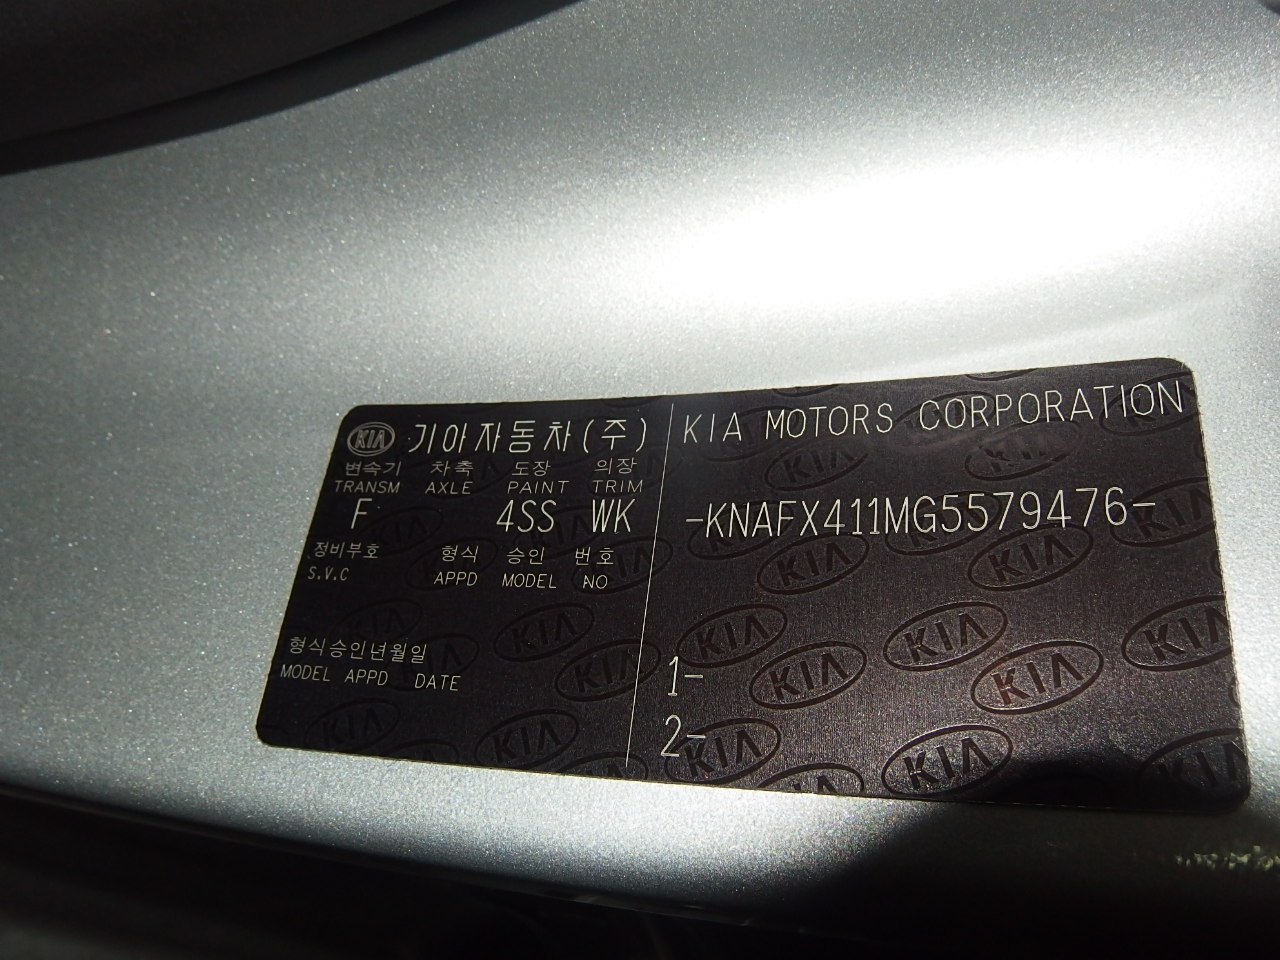 KIA 기아자동차(주)
변속기 차축 도장 의장
TRANSM AXLE PAINT TRIM
F 4SS WK
정비부호 형식 승인 번호
S.V.C APPD MODEL NO
형식승인년월일
MODEL APPD DATE
KIA MOTORS CORPORATION
-KNAFX411MG5579476-
1-
2-